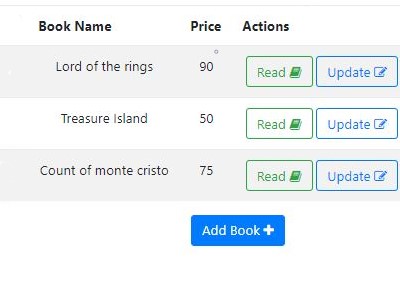 Book Name Price Actions
Lord of the rings 90 Read Update
Treasure Island 50 Read Update
Count of monte cristo 75 Read Update
Add Book